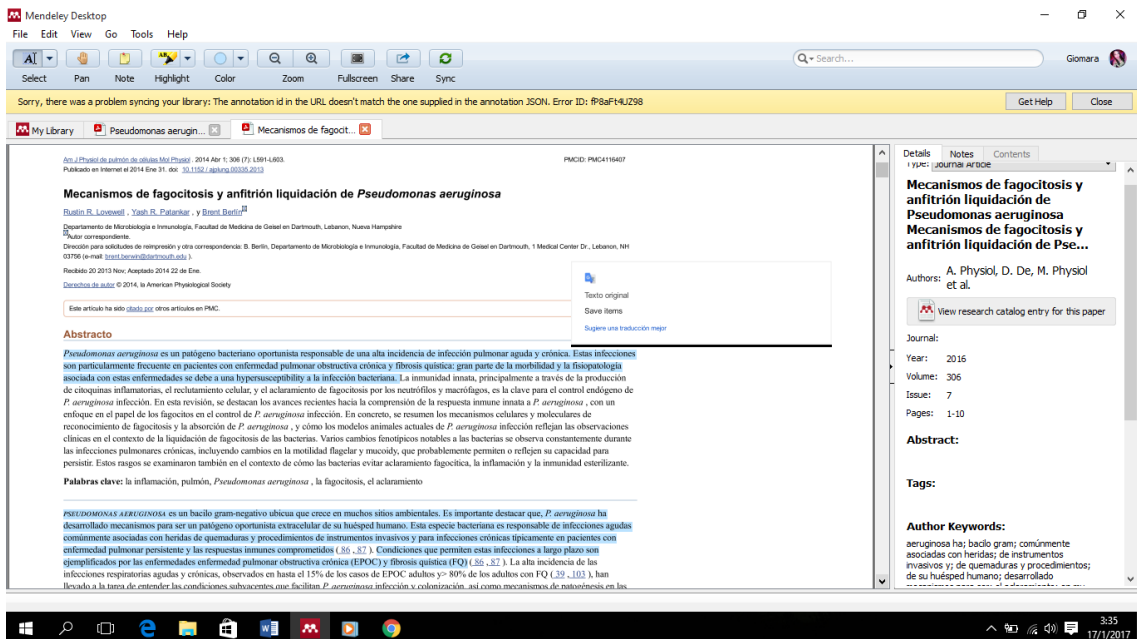 Mendeley Desktop
File Edit View Go Tools Help
Select Pan Note Highlight Color Zoom Fullscreen Share Sync
Search...
Giomara
Sorry, there was a problem syncing your library: The annotation id in the URL doesn't match the one supplied in the annotation JSON. Error ID: fP8aFt4UZ98
Get Help
Close
My Library
Pseudomonas aerugin...
Mecanismos de fagocit...
Am J Physiol de pulmón de células Mol Physiol . 2014 Abr 1; 306 (7): L591-L603.
PMCID: PMC4116407
Publicado en Internet el 2014 Ene 31. doi: 10.1152 / ajplung.00335.2013
Mecanismos de fagocitosis y anfitrión liquidación de Pseudomonas aeruginosa
Rustin R. Lovewell , Yash R. Patankar , y Brent Berlin
Departamento de Microbiología e Inmunología, Facultad de Medicina de Geisel en Dartmouth, Lebanon, Nueva Hampshire
Autor correspondiente.
Dirección para solicitudes de reimpresión y otra correspondencia: B. Berlin, Departamento de Microbiología e Inmunología, Facultad de Medicina de Geisel en Dartmouth, 1 Medical Center Dr., Lebanon, NH
03756 (e-mail: brent.berwin@dartmouth.edu ).
Recibido 20 2013 Nov; Aceptado 2014 22 de Ene.
Derechos de autor © 2014, la American Physiological Society
Este artículo ha sido citado por otros artículos en PMC.
Texto original
Save items
Sugiere una traducción mejor
Abstracto
Pseudomonas aeruginosa es un patógeno bacteriano oportunista responsable de una alta incidencia de infección pulmonar aguda y crónica. Estas infecciones
son particularmente frecuente en pacientes con enfermedad pulmonar obstructiva crónica y fibrosis quística: gran parte de la morbilidad y la fisiopatología
asociada con estas enfermedades se debe a una hypersusceptibility a la infección bacteriana. La inmunidad innata, principalmente a través de la producción
de citoquinas inflamatorias, el reclutamiento celular, y el aclaramiento de fagocitosis por los neutrófilos y macrófagos, es la clave para el control endógeno de
P. aeruginosa infección. En esta revisión, se destacan los avances recientes hacia la comprensión de la respuesta inmune innata a P. aeruginosa , con un
enfoque en el papel de los fagocitos en el control de P. aeruginosa infección. En concreto, se resumen los mecanismos celulares y moleculares de
reconocimiento de fagocitosis y la absorción de P. aeruginosa , y cómo los modelos animales actuales de P. aeruginosa infección reflejan las observaciones
clínicas en el contexto de la liquidación de fagocitosis de las bacterias. Varios cambios fenotípicos notables a las bacterias se observa constantemente durante
las infecciones pulmonares crónicas, incluyendo cambios en la motilidad flagelar y mucoidy, que probablemente permiten o reflejen su capacidad para
persistir. Estos rasgos se examinaron también en el contexto de cómo las bacterias evitar aclaramiento fagocítica, la inflamación y la inmunidad esterilizante.
Palabras clave: la inflamación, pulmón, Pseudomonas aeruginosa , la fagocitosis, el aclaramiento
PSEUDOMONAS AERUGINOSA es un bacilo gram-negativo ubicua que crece en muchos sitios ambientales. Es importante destacar que, P. aeruginosa ha
desarrollado mecanismos para ser un patógeno oportunista extracelular de su huésped humano. Esta especie bacteriana es responsable de infecciones agudas
comúnmente asociadas con heridas de quemaduras y procedimientos de instrumentos invasivos y para infecciones crónicas típicamente en pacientes con
enfermedad pulmonar persistente y las respuestas inmunes comprometidos ( 86 , 87 ). Condiciones que permiten estas infecciones a largo plazo son
ejemplificados por las enfermedades enfermedad pulmonar obstructiva crónica (EPOC) y fibrosis quística (FQ) ( 86 , 87 ). La alta incidencia de las
infecciones respiratorias agudas y crónicas, observados en hasta el 15% de los casos de EPOC adultos y> 80% de los adultos con FQ ( 39 , 103 ), han
llevado a la tarea de entender las condiciones subyacentes que facilitan P. aeruginosa infección y colonización, así como mecanismos de patogénesis en las
Details Notes Contents
Type: Journal Article
Mecanismos de fagocitosis y
anfitrión liquidación de
Pseudomonas aeruginosa
Mecanismos de fagocitosis y
anfitrión liquidación de Pse...
Authors: A. Physiol, D. De, M. Physiol
et al.
View research catalog entry for this paper
Journal:
Year: 2016
Volume: 306
Issue: 7
Pages: 1-10
Abstract:
Tags:
Author Keywords:
aeruginosa ha; bacilo gram; comúnmente
asociadas con heridas; de instrumentos
invasivos y; de quemaduras y procedimientos;
de su huésped humano; desarrollado
3:35
17/1/2017